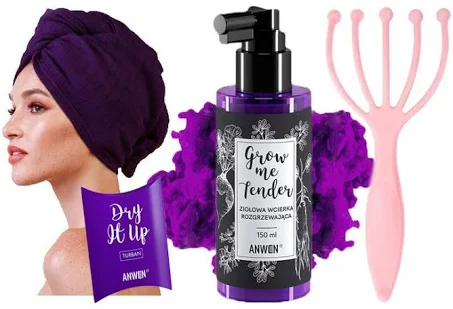 Dry
It Up
TURBAN
ANWEN®
Grow
me
Tender
ZIOŁOWA WCIERKA
ROZGRZEWAJĄCA
150 ml
ANWEN®